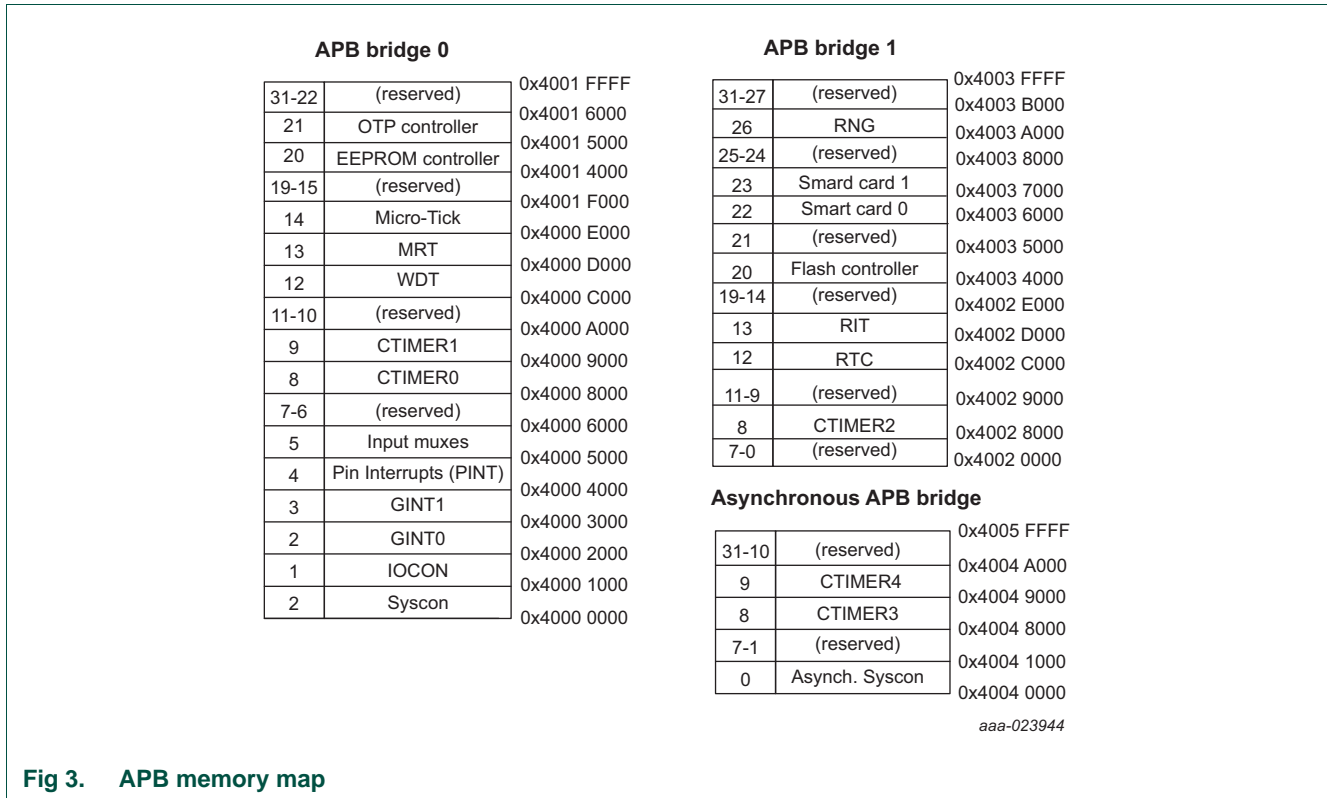 APB bridge 0
0x4001 FFFF
31-22 (reserved)
0x4001 6000
21 OTP controller
0x4001 5000
20 EEPROM controller
0x4001 4000
19-15 (reserved)
0x4001 F000
14 Micro-Tick
0x4000 E000
13 MRT
0x4000 D000
12 WDT
0x4000 C000
11-10 (reserved)
0x4000 A000
9 CTIMER1
0x4000 9000
8 CTIMER0
0x4000 8000
7-6 (reserved)
0x4000 6000
5 Input muxes
0x4000 5000
4 Pin Interrupts (PINT)
0x4000 4000
3 GINT1
0x4000 3000
2 GINT0
0x4000 2000
1 IOCON
0x4000 1000
2 Syscon
0x4000 0000
APB bridge 1
0x4003 FFFF
31-27 (reserved)
0x4003 B000
26 RNG
0x4003 A000
25-24 (reserved)
0x4003 8000
23 Smard card 1
0x4003 7000
22 Smart card 0
0x4003 6000
21 (reserved)
0x4003 5000
20 Flash controller
0x4003 4000
19-14 (reserved)
0x4002 E000
13 RIT
0x4002 D000
12 RTC
0x4002 C000
11-9 (reserved)
0x4002 9000
8 CTIMER2
0x4002 8000
7-0 (reserved)
0x4002 0000
Asynchronous APB bridge
0x4005 FFFF
31-10 (reserved)
0x4004 A000
9 CTIMER4
0x4004 9000
8 CTIMER3
0x4004 8000
7-1 (reserved)
0x4004 1000
0 Asynch. Syscon
0x4004 0000
aaa-023944
Fig 3. APB memory map